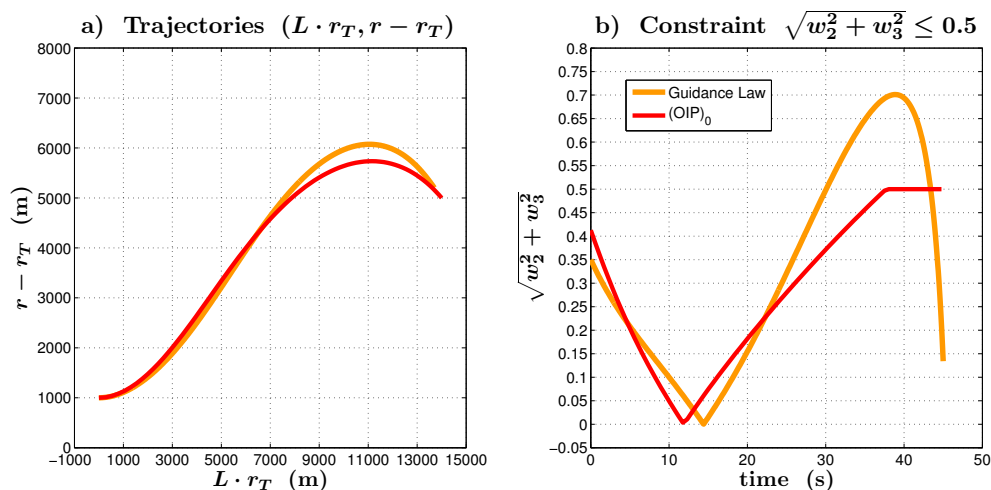 a) Trajectories (L · r_T, r − r_T)
8000
7000
6000
5000
4000
3000
2000
1000
0
r − r_T (m)
−1000 1000 3000 5000 7000 9000 11000 13000 15000
L · r_T (m)
b) Constraint √(w_2^2 + w_3^2) ≤ 0.5
0.8
0.75
0.7
0.65
0.6
0.55
0.5
0.45
0.4
0.35
0.3
0.25
0.2
0.15
0.1
0.05
0
−0.05
√(w_2^2 + w_3^2)
Guidance Law
(OIP)_0
0 10 20 30 40 50
time (s)